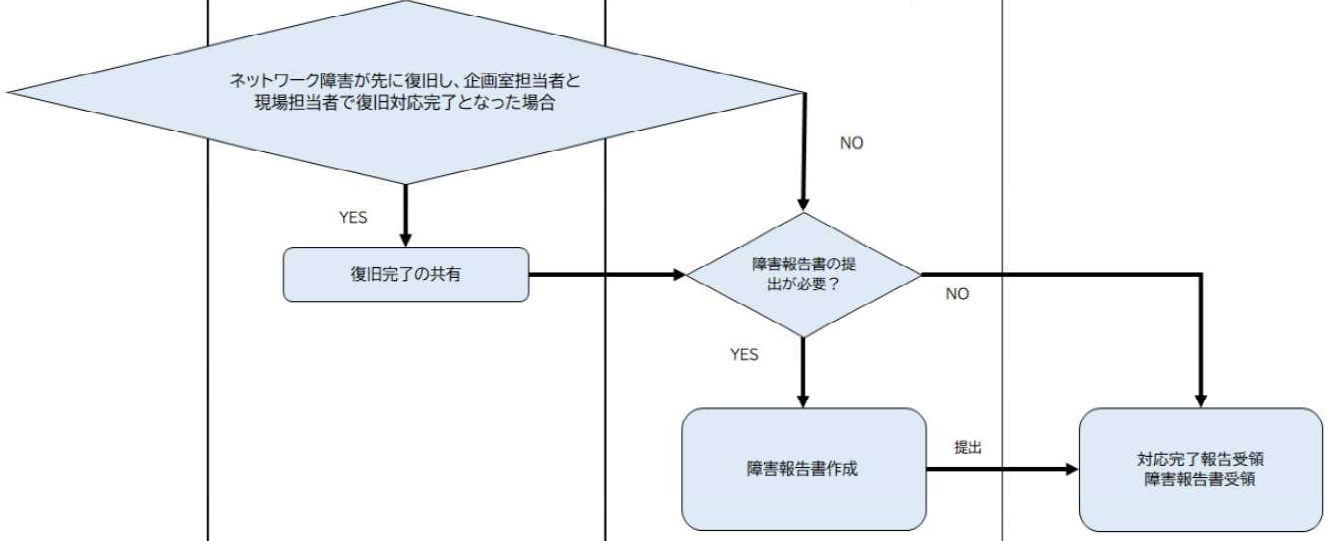 ネットワーク障害が先に復旧し、企画室担当者と
現場担当者で復旧対応完了となった場合
NO
YES
復旧完了の共有
障害報告書の提
出が必要？
NO
YES
障害報告書作成
提出
対応完了報告受領
障害報告書受領